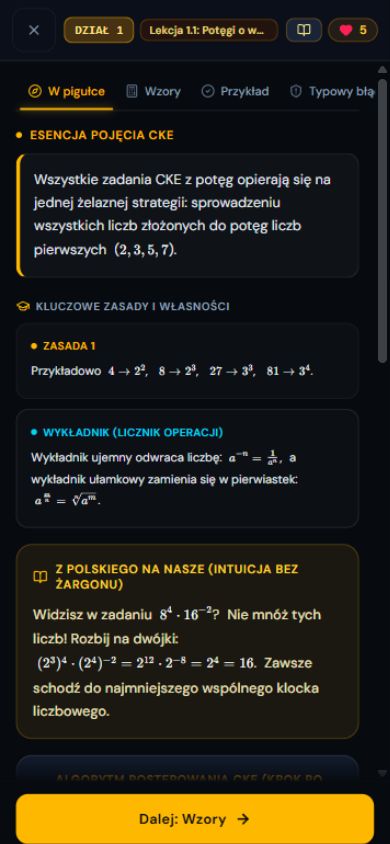 DZIAŁ 1
Lekcja 1.1: Potęgi o w...
5
W pigułce
Wzory
Przykład
Typowy błą
ESENCJA POJĘCIA CKE
Wszystkie zadania CKE z potęg opierają się na
jednej żelaznej strategii: sprowadzeniu
wszystkich liczb złożonych do potęg liczb
pierwszych (2, 3, 5, 7).
KLUCZOWE ZASADY I WŁASNOŚCI
ZASADA 1
Przykładowo 4 → 2², 8 → 2³, 27 → 3³, 81 → 3⁴.
WYKŁADNIK (LICZNIK OPERACJI)
Wykładnik ujemny odwraca liczbę: a⁻ⁿ = 1/aⁿ, a
wykładnik ułamkowy zamienia się w pierwiastek:
a^(m/n) = ⁿ√(a^m).
Z POLSKIEGO NA NASZE (INTUICJA BEZ
ŻARGONU)
Widzisz w zadaniu 8⁴ · 16⁻²? Nie mnóż tych
liczb! Rozbij na dwójki:
(2³)⁴ · (2⁴)⁻² = 2¹² · 2⁻⁸ = 2⁴ = 16. Zawsze
schodź do najmniejszego wspólnego klocka
liczbowego.
ALGORYTM POSTĘPOWANIA CKE (KROK PO
Dalej: Wzory →